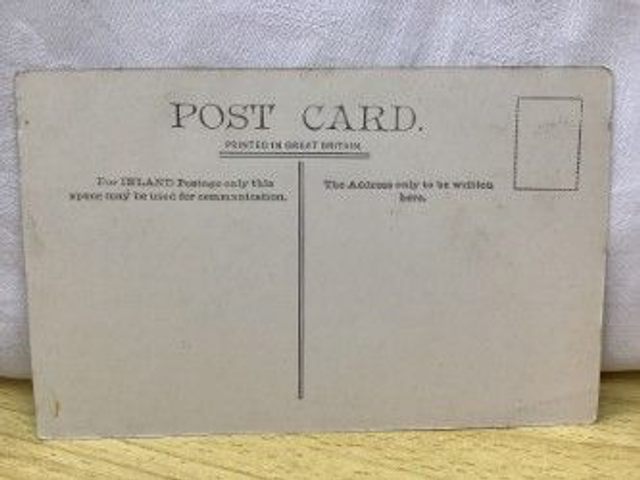 POST CARD.
PRINTED IN GREAT BRITAIN.
For INLAND Postage only this
space may be used for communication.
The Address only to be written
here.